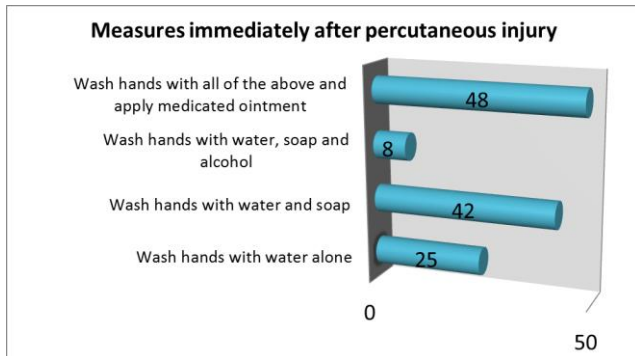 Measures immediately after percutaneous injury
Wash hands with all of the above and
apply medicated ointment
48
Wash hands with water, soap and
alcohol
8
Wash hands with water and soap
42
Wash hands with water alone
25
0
50